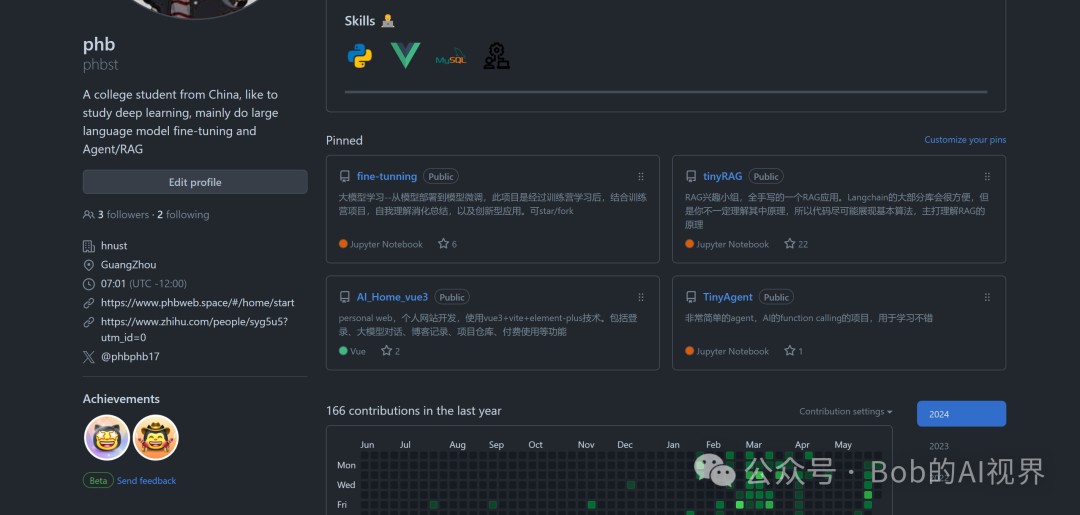 phb
phbst
A college student from China, like to
study deep learning, mainly do large
language model fine-tuning and
Agent/RAG
Edit profile
3 followers · 2 following
hnust
GuangZhou
07:01 (UTC -12:00)
https://www.phbweb.space/#/home/start
https://www.zhihu.com/people/syg5u5?
utm_id=0
@phbphb17
Achievements
Beta Send feedback
Skills
MySQL
Pinned
Customize your pins
fine-tunning Public
大模型学习--从模型部署到模型微调，此项目是经过训练营学习后，结合训练
营项目，自我理解消化总结，以及创新型应用。可star/fork
Jupyter Notebook 6
tinyRAG Public
RAG兴趣小组，全手写的一个RAG应用。Langchain的大部分库会很方便，但
是你不一定理解其中原理，所以代码尽可能展现基本算法，主打理解RAG的
原理
Jupyter Notebook 22
AI_Home_vue3 Public
personal web，个人网站开发，使用vue3+vite+element-plus技术。包括登
录、大模型对话、博客记录、项目仓库、付费使用等功能
Vue 2
TinyAgent Public
非常简单的agent，AI的function calling的项目，用于学习不错
Jupyter Notebook 1
166 contributions in the last year
Contribution settings
2024
2023
Jun Jul Aug Sep Oct Nov Dec Jan Feb Mar Apr May
Mon
Wed
Fri
公众号 · Bob的AI视界